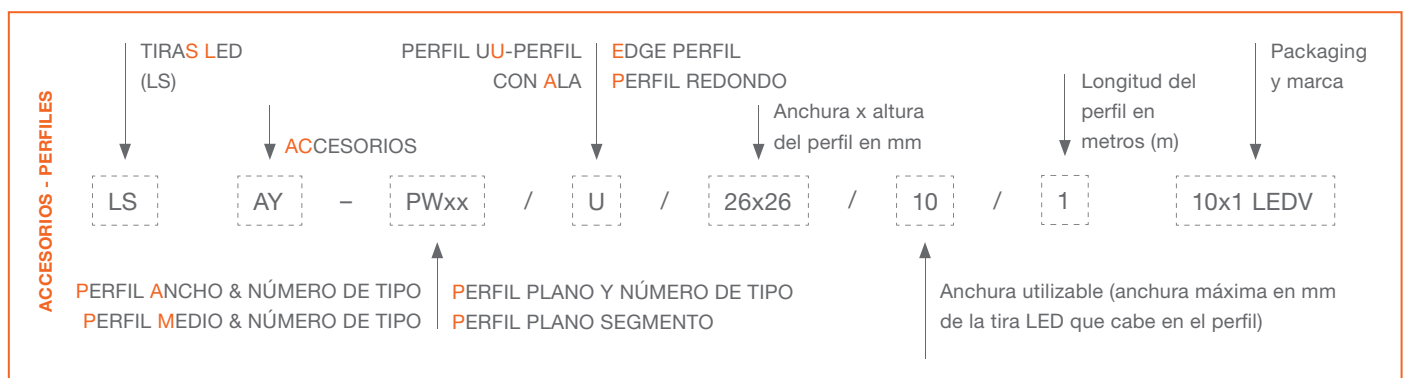 ACCESORIOS - PERFILES
TIRAS LED
(LS)
ACCESORIOS
PERFIL UU-PERFIL
CON ALA
EDGE PERFIL
PERFIL REDONDO
Anchura x altura
del perfil en mm
Longitud del
perfil en
metros (m)
Packaging
y marca
LS AY – PWxx / U / 26x26 / 10 / 1 10x1 LEDV
PERFIL ANCHO & NÚMERO DE TIPO
PERFIL MEDIO & NÚMERO DE TIPO
PERFIL PLANO Y NÚMERO DE TIPO
PERFIL PLANO SEGMENTO
Anchura utilizable (anchura máxima en mm
de la tira LED que cabe en el perfil)